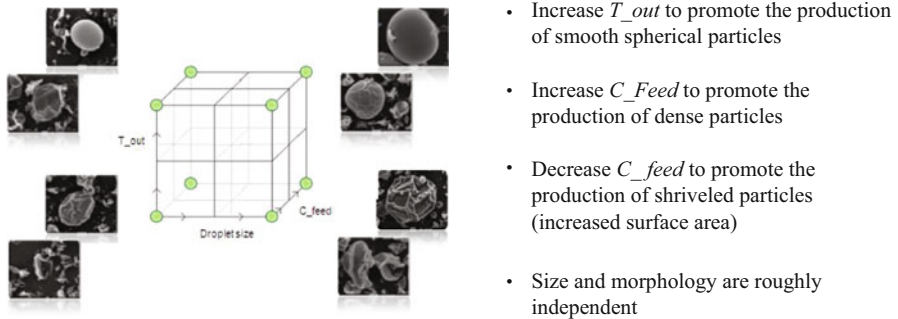 • Increase T_out to promote the production
of smooth spherical particles
• Increase C_Feed to promote the
production of dense particles
• Decrease C_feed to promote the
production of shriveled particles
(increased surface area)
• Size and morphology are roughly
independent
T_out
C_feed
Droplet size